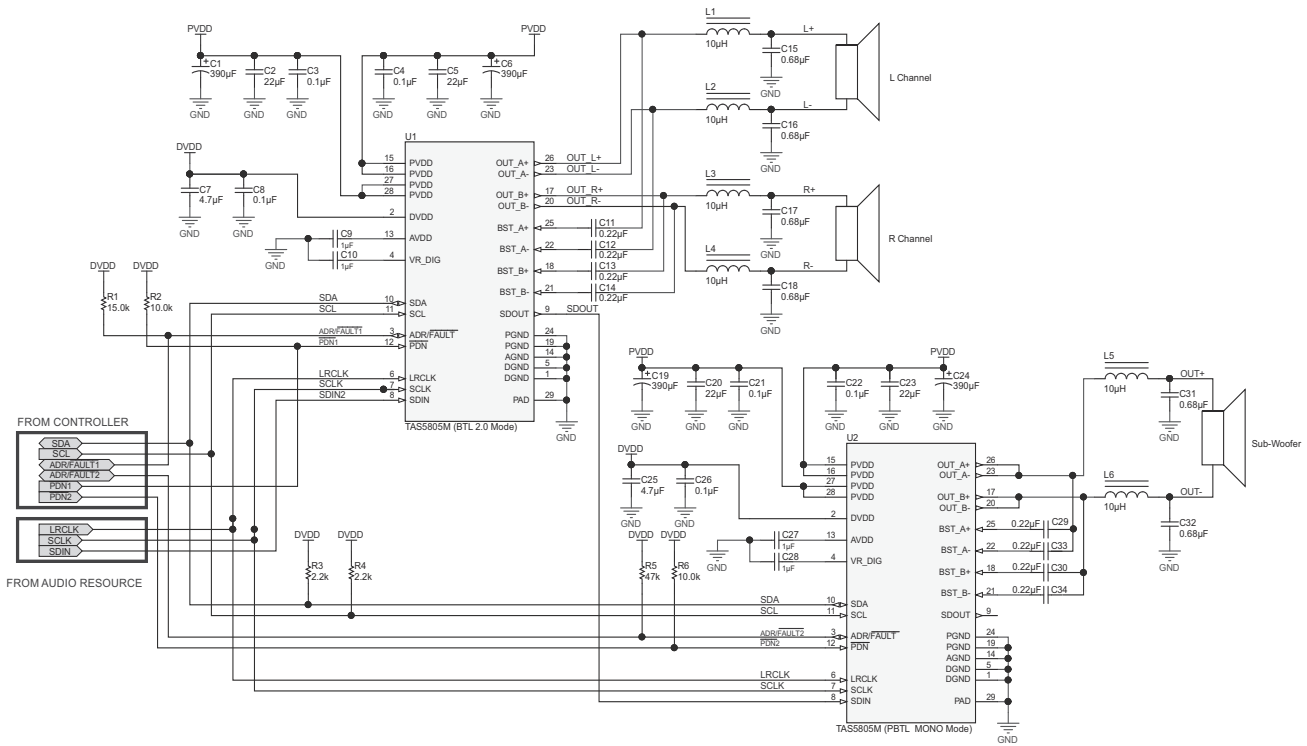 PVDD
C1
390µF
C2
22µF
C3
0.1µF
GND
GND
GND
PVDD
C4
0.1µF
C5
22µF
C6
390µF
GND
GND
GND
L1
10µH
L+
C15
0.68µF
GND
L Channel
L2
10µH
L-
C16
0.68µF
GND
L3
10µH
R+
C17
0.68µF
GND
R Channel
L4
10µH
R-
C18
0.68µF
GND
DVDD
C7
4.7µF
C8
0.1µF
GND
GND
C9
1µF
C10
1µF
GND
U1
15 PVDD
16 PVDD
27 PVDD
28 PVDD
2 DVDD
13 AVDD
4 VR_DIG
10 SDA
11 SCL
3 ADR/FAULT
12 PDN
6 LRCLK
7 SCLK
8 SDIN
OUT_A+ 26 OUT_L+
OUT_A- 23 OUT_L-
OUT_B+ 17 OUT_R+
OUT_B- 20 OUT_R-
BST_A+ 25
BST_A- 22
BST_B+ 18
BST_B- 21
SDOUT 9 SDOUT
PGND 24
PGND 19
AGND 14
DGND 5
DGND 1
PAD 29
GND
TAS5805M (BTL 2.0 Mode)
C11
0.22µF
C12
0.22µF
C13
0.22µF
C14
0.22µF
DVDD
R1
15.0k
DVDD
R2
10.0k
SDA
SCL
ADR/FAULT1
PDN1
LRCLK
SCLK
SDIN2
FROM CONTROLLER
SDA
SCL
ADR/FAULT1
ADR/FAULT2
PDN1
PDN2
LRCLK
SCLK
SDIN
FROM AUDIO RESOURCE
DVDD
R3
2.2k
DVDD
R4
2.2k
PVDD
C19
390µF
C20
22µF
C21
0.1µF
GND
GND
GND
PVDD
C22
0.1µF
C23
22µF
C24
390µF
GND
GND
GND
DVDD
C25
4.7µF
C26
0.1µF
GND
GND
C27
1µF
C28
1µF
GND
DVDD
R5
47k
DVDD
R6
10.0k
SDA
SCL
ADR/FAULT2
PDN2
LRCLK
SCLK
U2
15 PVDD
16 PVDD
27 PVDD
28 PVDD
2 DVDD
13 AVDD
4 VR_DIG
10 SDA
11 SCL
3 ADR/FAULT
12 PDN
6 LRCLK
7 SCLK
8 SDIN
OUT_A+ 26
OUT_A- 23
OUT_B+ 17
OUT_B- 20
BST_A+ 25
BST_A- 22
BST_B+ 18
BST_B- 21
SDOUT 9
PGND 24
PGND 19
AGND 14
DGND 5
DGND 1
PAD 29
GND
TAS5805M (PBTL MONO Mode)
0.22µF C29
0.22µF C33
0.22µF C30
0.22µF C34
L5
10µH
OUT+
C31
0.68µF
GND
Sub-Woofer
L6
10µH
OUT-
C32
0.68µF
GND